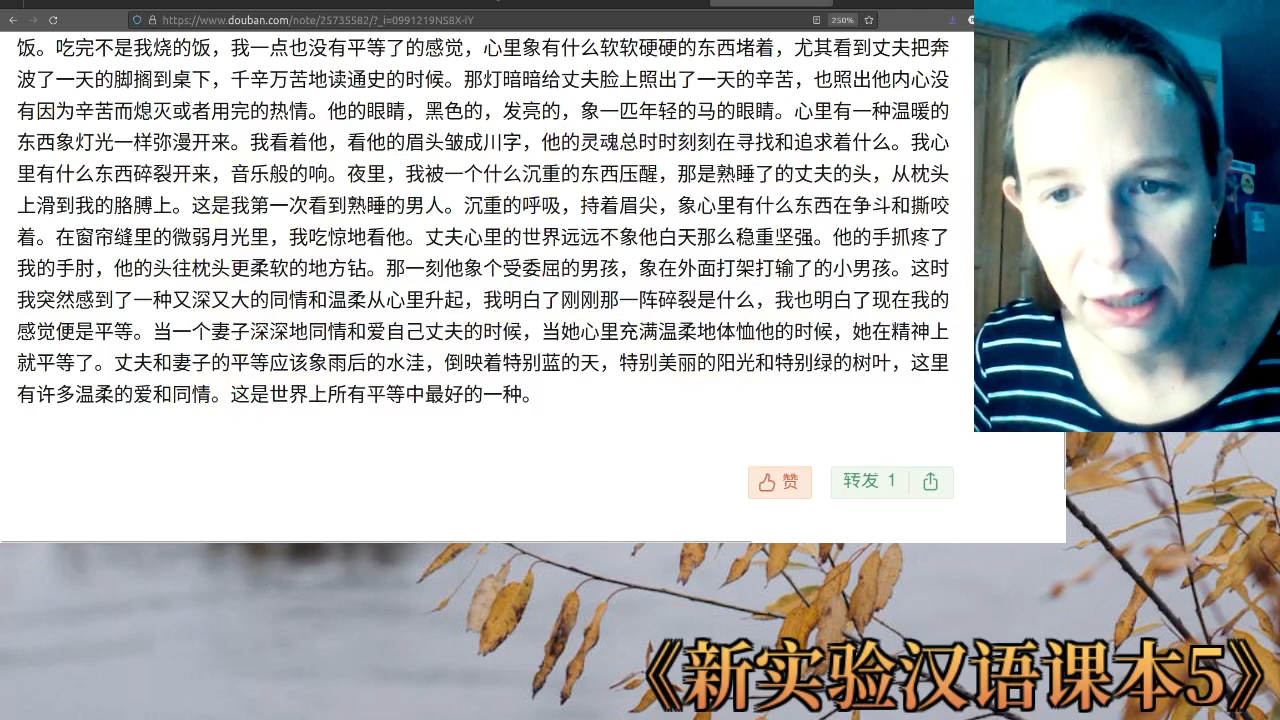 https://www.douban.com/note/25735582/?_i=0991219NS8X-iY
250%
饭。吃完不是我烧的饭，我一点也没有平等了的感觉，心里象有什么软软硬硬的东西堵着，尤其看到丈夫把奔
波了一天的脚搁到桌下，千辛万苦地读通史的时候。那灯暗暗给丈夫脸上照出了一天的辛苦，也照出他内心没
有因为辛苦而熄灭或者用完的热情。他的眼睛，黑色的，发亮的，象一匹年轻的马的眼睛。心里有一种温暖的
东西象灯光一样弥漫开来。我看着他，看他的眉头皱成川字，他的灵魂总时时刻刻在寻找和追求着什么。我心
里有什么东西碎裂开来，音乐般的响。夜里，我被一个什么沉重的东西压醒，那是熟睡了的丈夫的头，从枕头
上滑到我的胳膊上。这是我第一次看到熟睡的男人。沉重的呼吸，持着眉尖，象心里有什么东西在争斗和撕咬
着。在窗帘缝里的微弱月光里，我吃惊地看他。丈夫心里的世界远远不象他白天那么稳重坚强。他的手抓疼了
我的手肘，他的头往枕头更柔软的地方钻。那一刻他象个受委屈的男孩，象在外面打架打输了的小男孩。这时
我突然感到了一种又深又大的同情和温柔从心里升起，我明白了刚刚那一阵碎裂是什么，我也明白了现在我的
感觉便是平等。当一个妻子深深地同情和爱自己丈夫的时候，当她心里充满温柔地体恤他的时候，她在精神上
就平等了。丈夫和妻子的平等应该象雨后的水洼，倒映着特别蓝的天，特别美丽的阳光和特别绿的树叶，这里
有许多温柔的爱和同情。这是世界上所有平等中最好的一种。
赞
转发 1
《新实验汉语课本5》